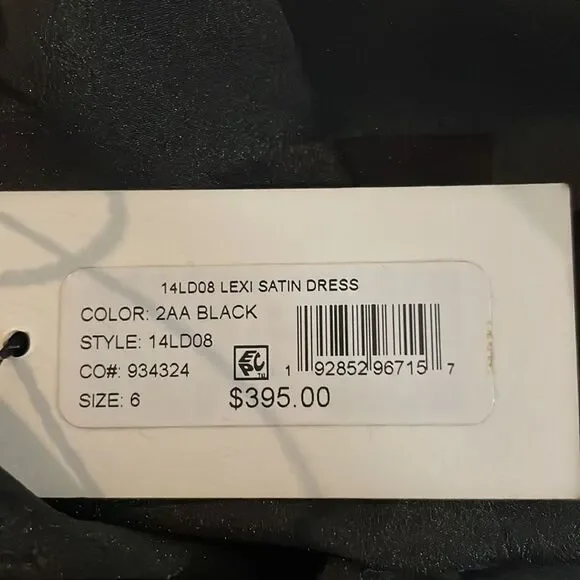 14LD08 LEXI SATIN DRESS
COLOR: 2AA BLACK
STYLE: 14LD08
CO#: 934324
SIZE: 6
EPC™
$395.00
1 92852 96715 7